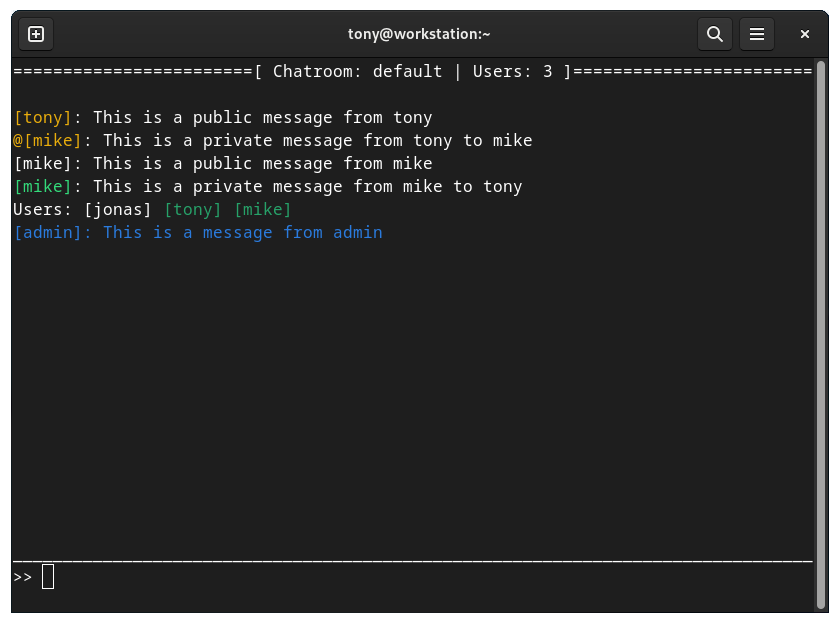 tony@workstation:~
========================[ Chatroom: default | Users: 3 ]========================
[tony]: This is a public message from tony
@[mike]: This is a private message from tony to mike
[mike]: This is a public message from mike
[mike]: This is a private message from mike to tony
Users: [jonas] [tony] [mike]
[admin]: This is a message from admin
>>